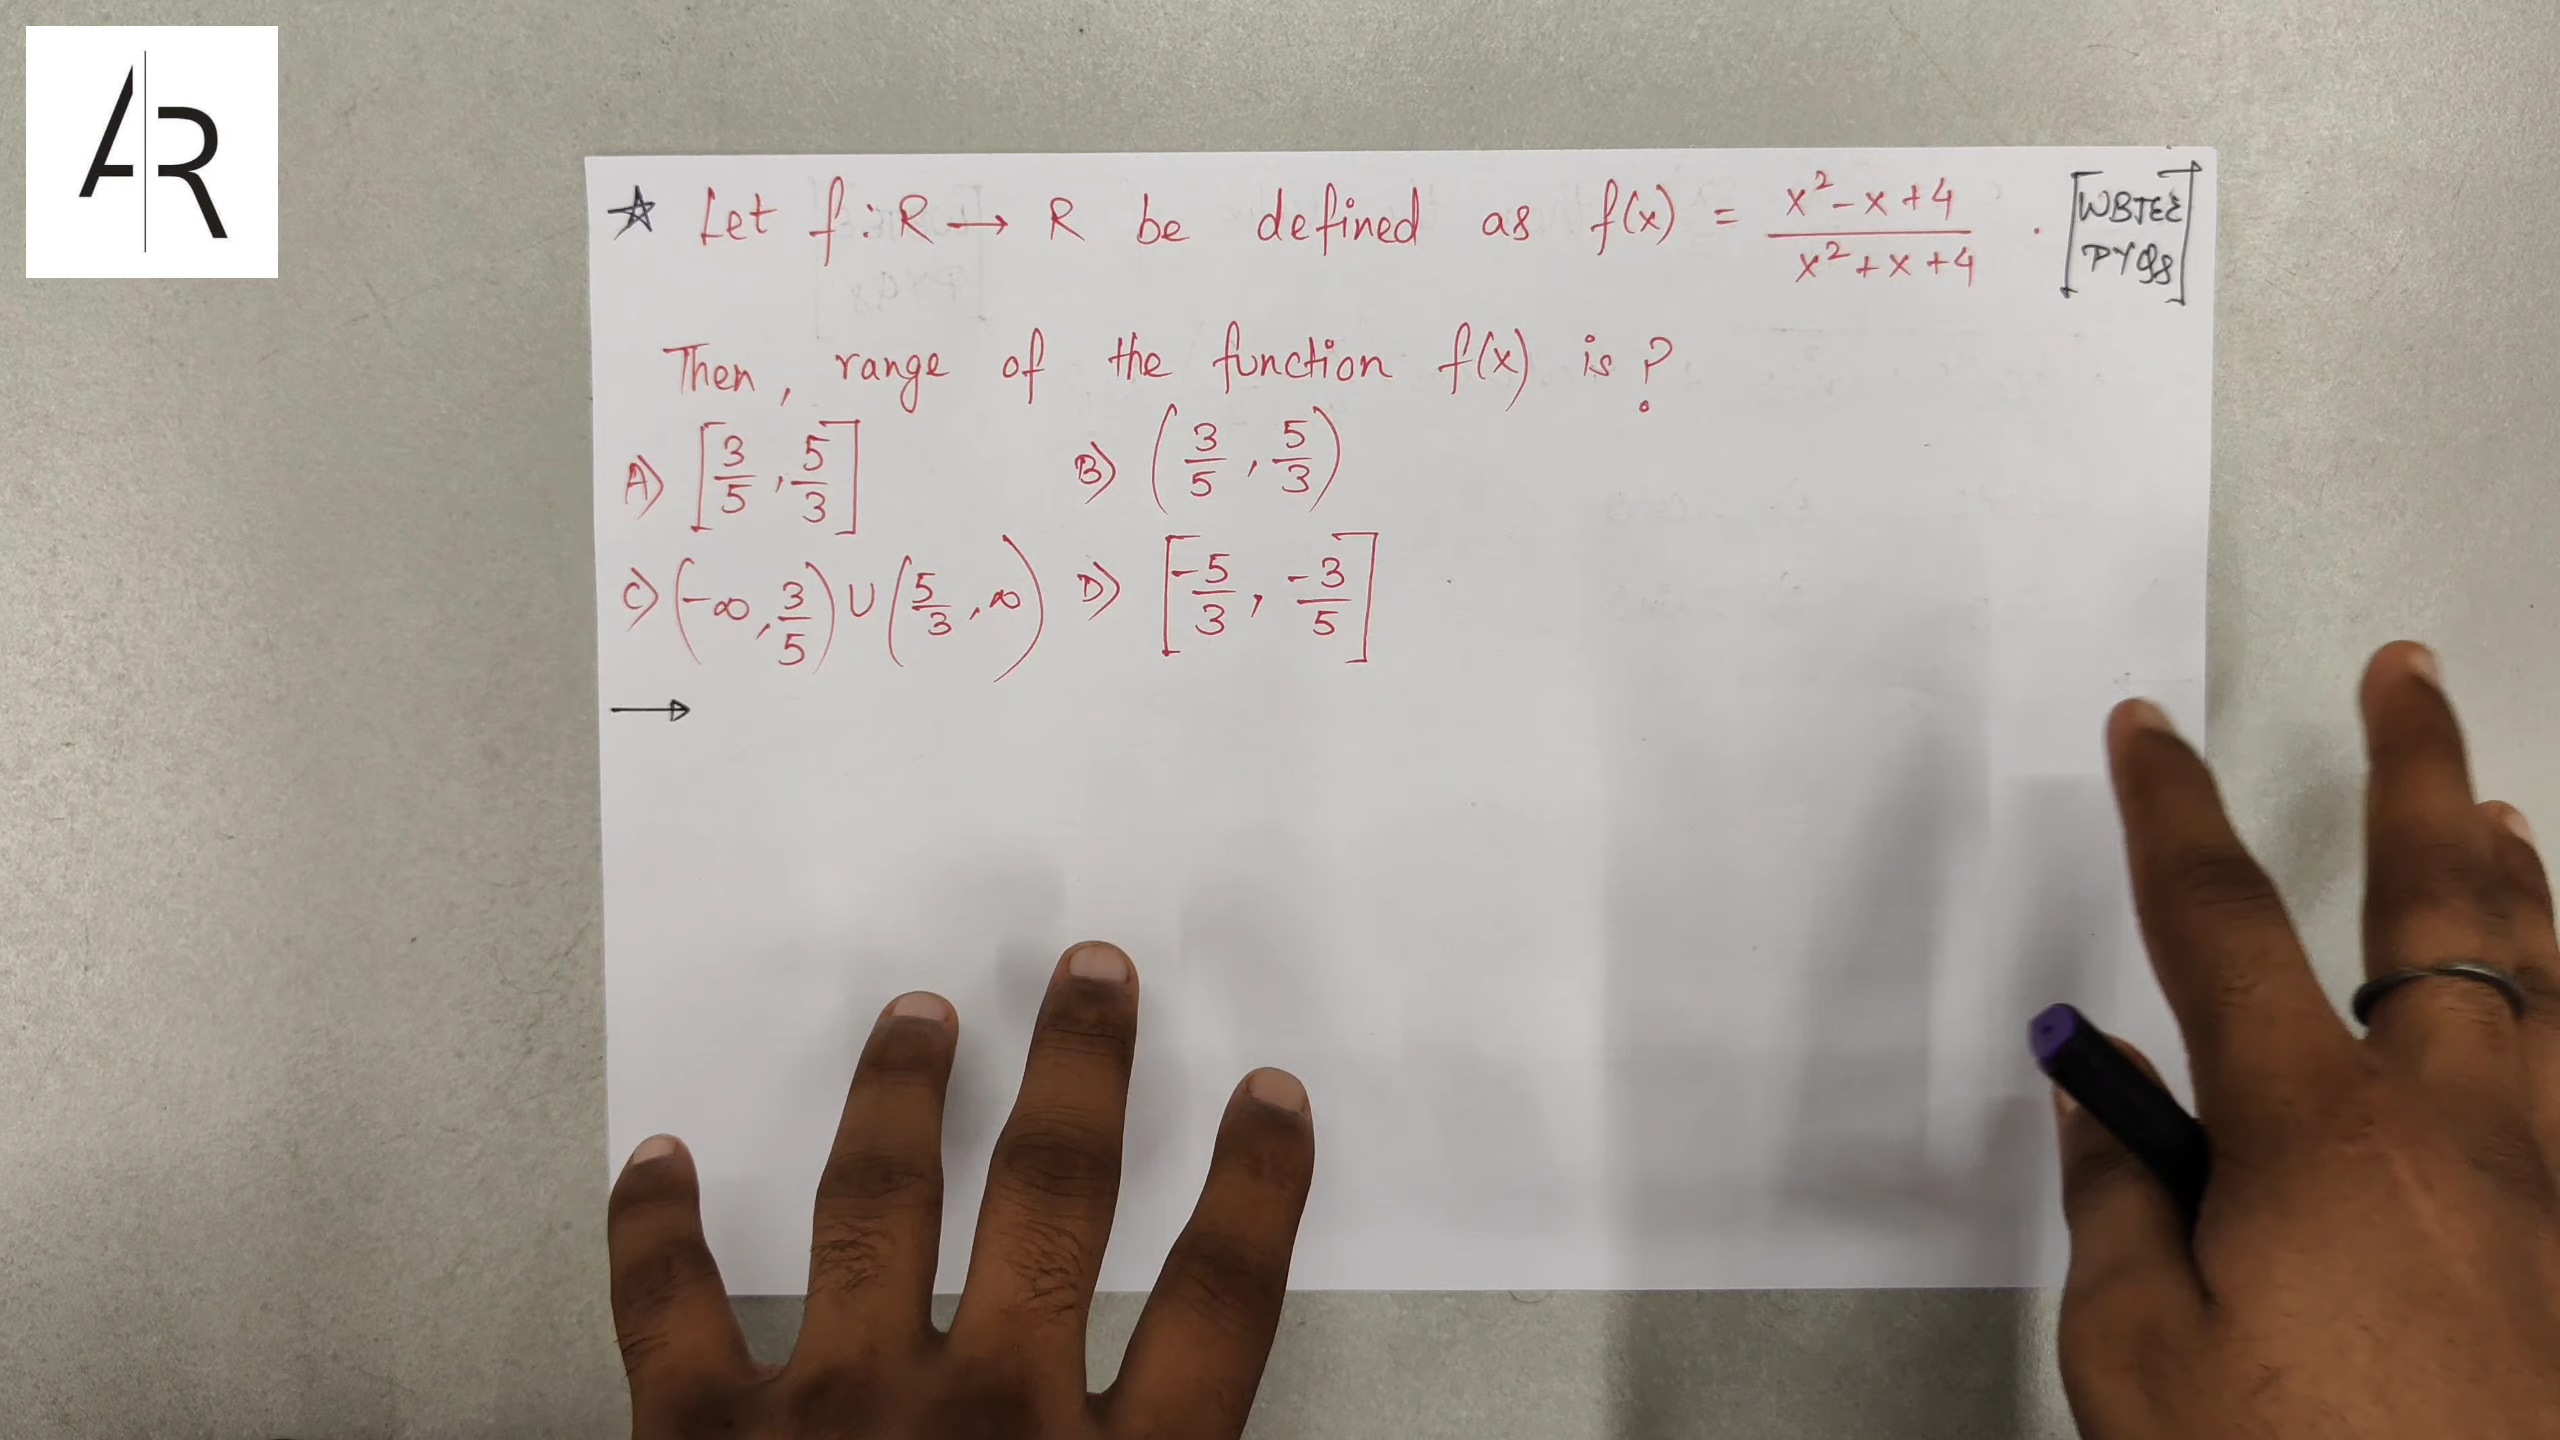 AR
☆ Let f : R → R be defined as f(x) = (x² - x + 4)/(x² + x + 4) . [WBJEE
PYQs]
Then, range of the function f(x) is ?
A) [3/5, 5/3] B) (3/5, 5/3)
C) (-∞, 3/5) ∪ (5/3, ∞) D) [-5/3, -3/5]
→